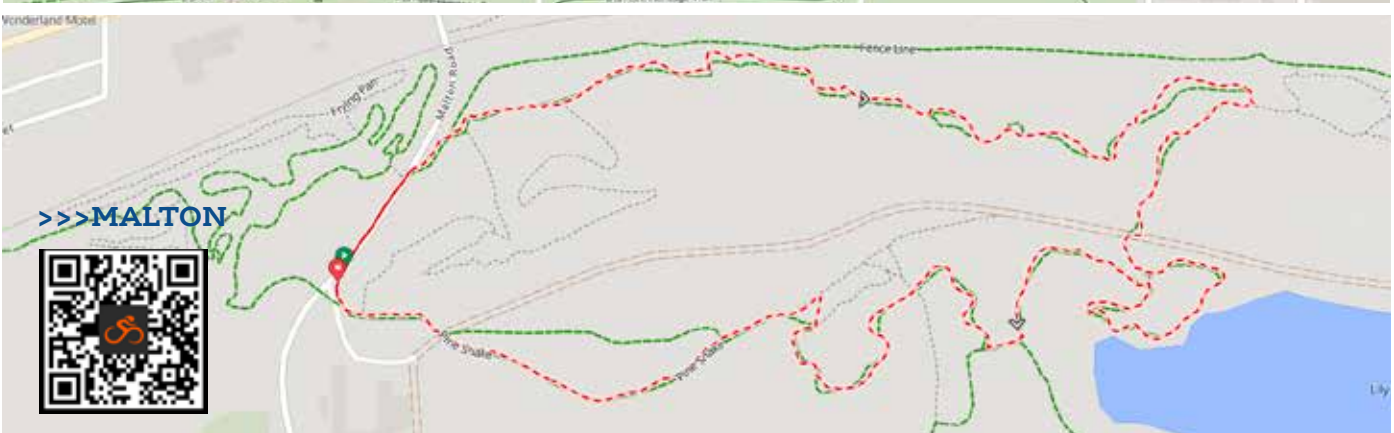 Wonderland Motel
Fence Line
Malton Road
Frying Pan
>>>MALTON
Pine Snake
Pine Snake
Lily